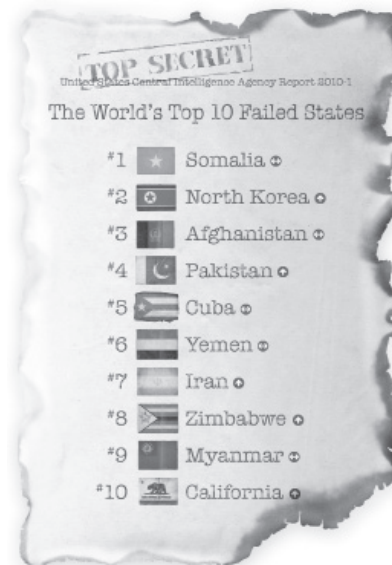 TOP SECRET
United States Central Intelligence Agency Report 2010-1
The World's Top 10 Failed States
#1 Somalia
#2 North Korea
#3 Afghanistan
#4 Pakistan
#5 Cuba
#6 Yemen
#7 Iran
#8 Zimbabwe
#9 Myanmar
#10 California